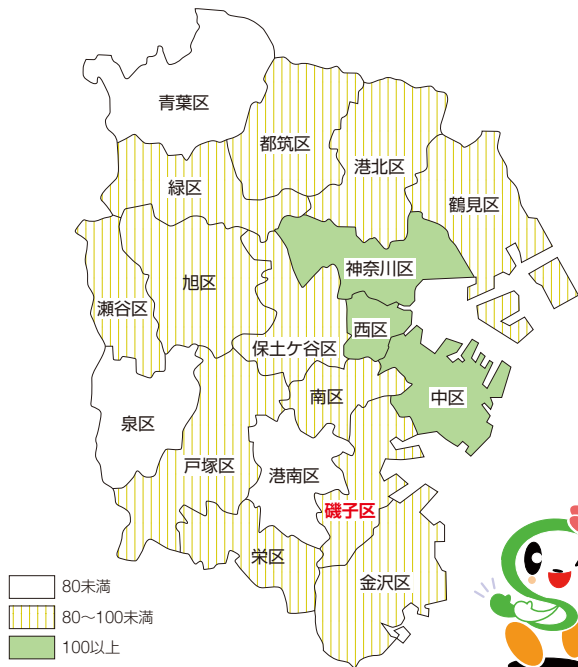 青葉区
都筑区
港北区
緑区
鶴見区
神奈川区
旭区
瀬谷区
西区
保土ケ谷区
南区
中区
泉区
戸塚区
港南区
磯子区
栄区
金沢区
80未満
80～100未満
100以上